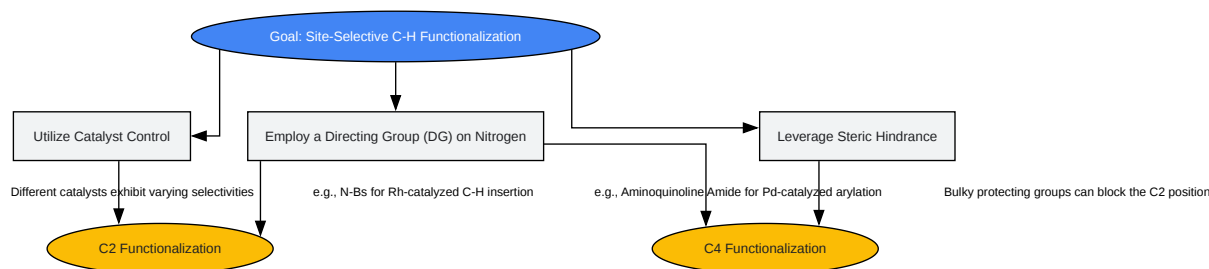 Goal: Site-Selective C-H Functionalization
Utilize Catalyst Control
Employ a Directing Group (DG) on Nitrogen
Leverage Steric Hindrance
Different catalysts exhibit varying selectivities
e.g., N-Bs for Rh-catalyzed C-H insertion
e.g., Aminoquinoline Amide for Pd-catalyzed arylation
Bulky protecting groups can block the C2 position
C2 Functionalization
C4 Functionalization